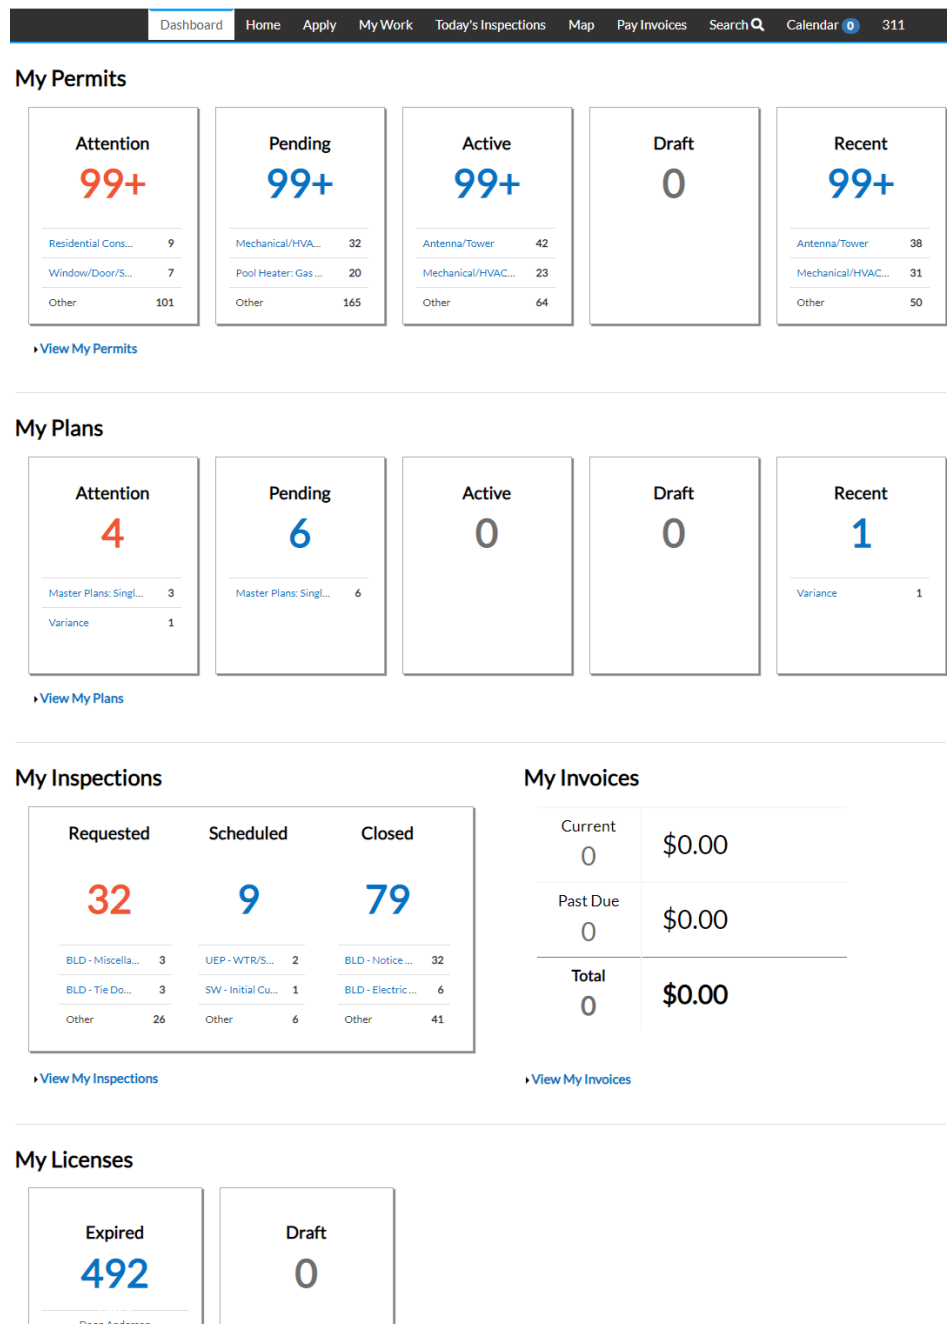 Dashboard Home Apply My Work Today's Inspections Map Pay Invoices Search Calendar 0 311
My Permits
Attention Pending Active Draft Recent
99+ 99+ 99+ 0 99+
Residential Cons... 9 Mechanical/HVA... 32 Antenna/Tower 42 Antenna/Tower 38
Window/Door/S... 7 Pool Heater: Gas ... 20 Mechanical/HVAC... 23 Mechanical/HVAC... 31
Other 101 Other 165 Other 64 Other 50
View My Permits
My Plans
Attention Pending Active Draft Recent
4 6 0 0 1
Master Plans: Singl... 3 Master Plans: Singl... 6 Variance 1
Variance 1
View My Plans
My Inspections My Invoices
Requested Scheduled Closed
32 9 79
BLD - Miscella... 3 UEP - WTR/S... 2 BLD - Notice ... 32
BLD - Tie Do... 3 SW - Initial Cu... 1 BLD - Electric ... 6
Other 26 Other 6 Other 41
View My Inspections
Current
0 $0.00
Past Due
0 $0.00
Total
0 $0.00
View My Invoices
My Licenses
Expired Draft
492 0